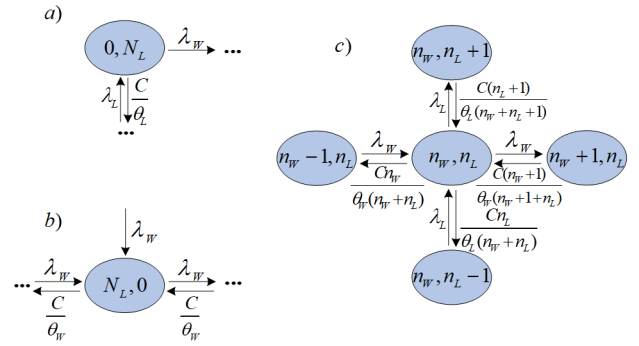 a)
0, N_L
λ_W
...
λ_L
C/θ_L
...
b)
λ_W
... λ_W
C/θ_W
N_L, 0
λ_W ...
C/θ_W
c)
n_W, n_L + 1
λ_L
C(n_L + 1)/θ_L(n_W + n_L + 1)
n_W − 1, n_L
λ_W
Cn_W/θ_W(n_W + n_L)
n_W, n_L
λ_W
C(n_W + 1)/θ_W(n_W + 1 + n_L)
n_W + 1, n_L
λ_L
Cn_L/θ_L(n_W + n_L)
n_W, n_L − 1